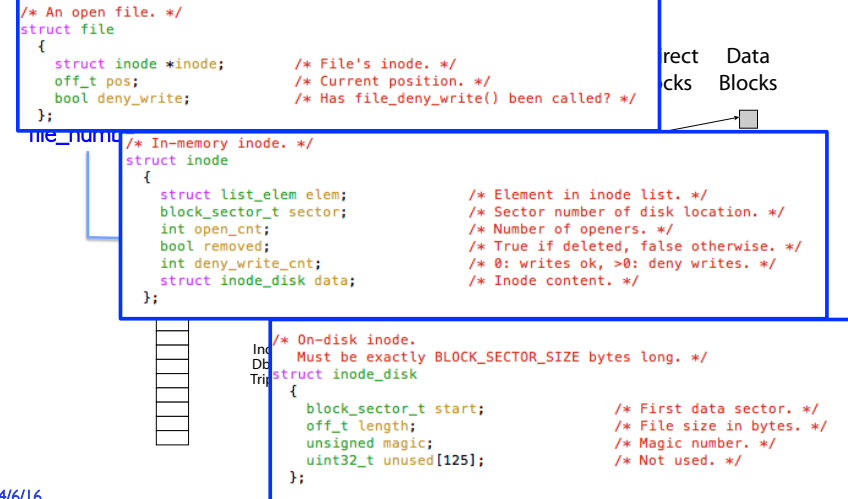 /* An open file. */
struct file
{
struct inode *inode; /* File's inode. */
off_t pos; /* Current position. */
bool deny_write; /* Has file_deny_write() been called? */
};
Data
Blocks
/* In-memory inode. */
struct inode
{
struct list_elem elem; /* Element in inode list. */
block_sector_t sector; /* Sector number of disk location. */
int open_cnt; /* Number of openers. */
bool removed; /* True if deleted, false otherwise. */
int deny_write_cnt; /* 0: writes ok, >0: deny writes. */
struct inode_disk data; /* Inode content. */
};
/* On-disk inode.
Must be exactly BLOCK_SECTOR_SIZE bytes long. */
struct inode_disk
{
block_sector_t start; /* First data sector. */
off_t length; /* File size in bytes. */
unsigned magic; /* Magic number. */
uint32_t unused[125]; /* Not used. */
};
4/6/16